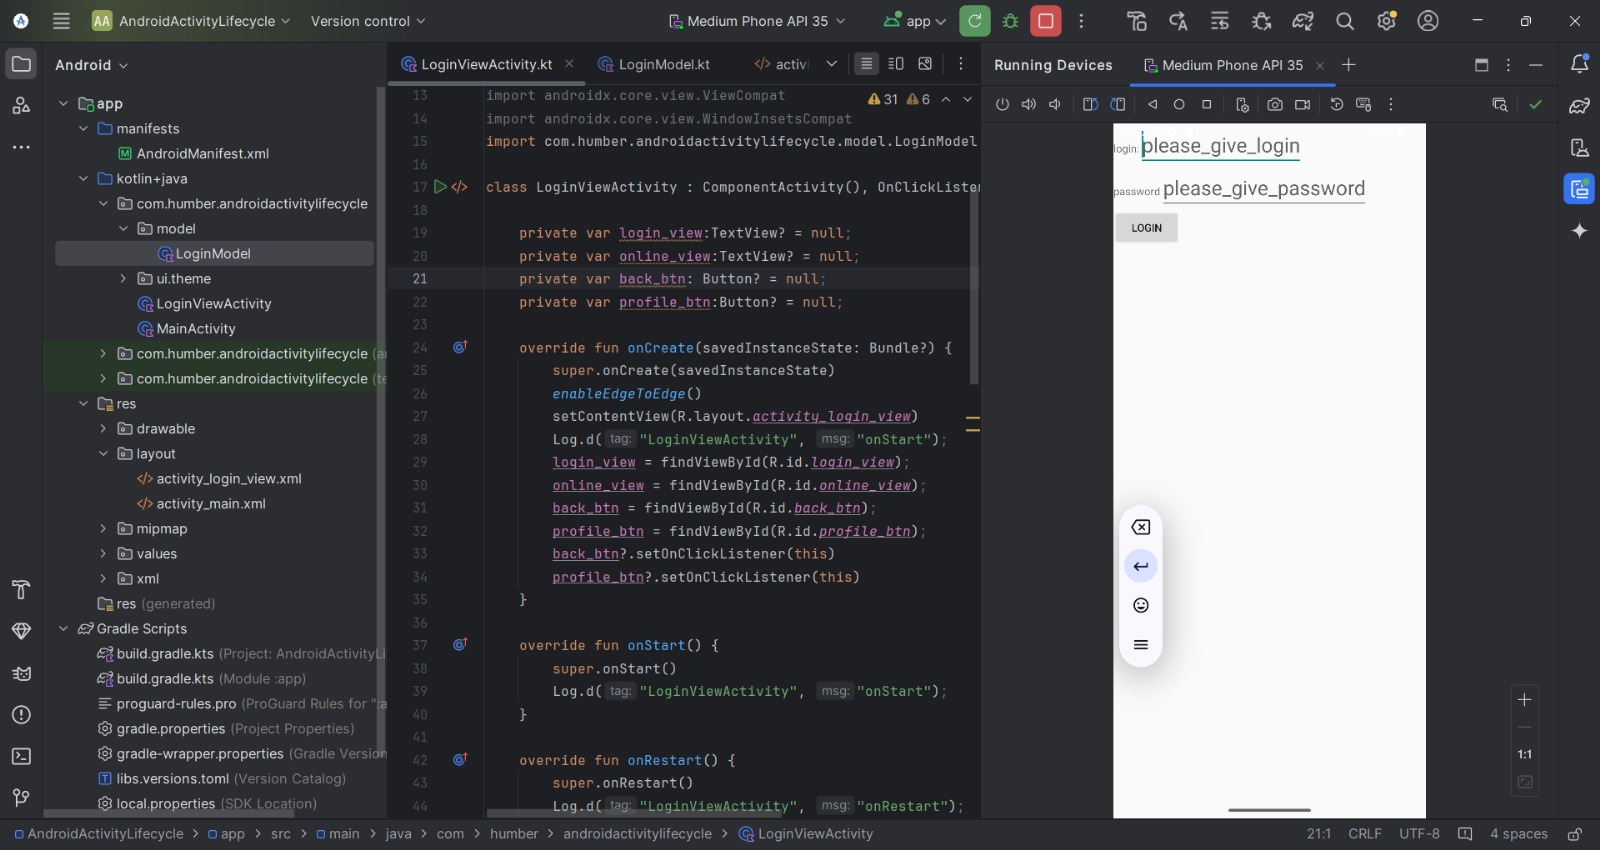 AA AndroidActivityLifecycle Version control Medium Phone API 35 app
Android
app
manifests
AndroidManifest.xml
kotlin+java
com.humber.androidactivitylifecycle
model
LoginModel
ui.theme
LoginViewActivity
MainActivity
com.humber.androidactivitylifecycle
com.humber.androidactivitylifecycle
res
drawable
layout
activity_login_view.xml
activity_main.xml
mipmap
values
xml
res (generated)
Gradle Scripts
build.gradle.kts (Project: AndroidActivityLi
build.gradle.kts (Module :app)
proguard-rules.pro (ProGuard Rules for ":a
gradle.properties (Project Properties)
gradle-wrapper.properties (Gradle Version
libs.versions.toml (Version Catalog)
local.properties (SDK Location)
LoginViewActivity.kt LoginModel.kt activi
31 6
13 import androidx.core.view.ViewCompat
14 import androidx.core.view.WindowInsetsCompat
15 import com.humber.androidactivitylifecycle.model.LoginModel
16
17 class LoginViewActivity : ComponentActivity(), OnClickListe
18
19 private var login_view:TextView? = null;
20 private var online_view:TextView? = null;
21 private var back_btn: Button? = null;
22 private var profile_btn:Button? = null;
23
24 override fun onCreate(savedInstanceState: Bundle?) {
25 super.onCreate(savedInstanceState)
26 enableEdgeToEdge()
27 setContentView(R.layout.activity_login_view)
28 Log.d( tag: "LoginViewActivity", msg: "onStart");
29 login_view = findViewById(R.id.login_view);
30 online_view = findViewById(R.id.online_view);
31 back_btn = findViewById(R.id.back_btn);
32 profile_btn = findViewById(R.id.profile_btn);
33 back_btn?.setOnClickListener(this)
34 profile_btn?.setOnClickListener(this)
35 }
36
37 override fun onStart() {
38 super.onStart()
39 Log.d( tag: "LoginViewActivity", msg: "onStart");
40 }
41
42 override fun onRestart() {
43 super.onRestart()
44 Log.d( tag: "LoginViewActivity", msg: "onRestart");
Running Devices Medium Phone API 35
login: please_give_login
password please_give_password
LOGIN
1:1
AndroidActivityLifecycle > app > src > main > java > com > humber > androidactivitylifecycle > LoginViewActivity
21:1 CRLF UTF-8 4 spaces